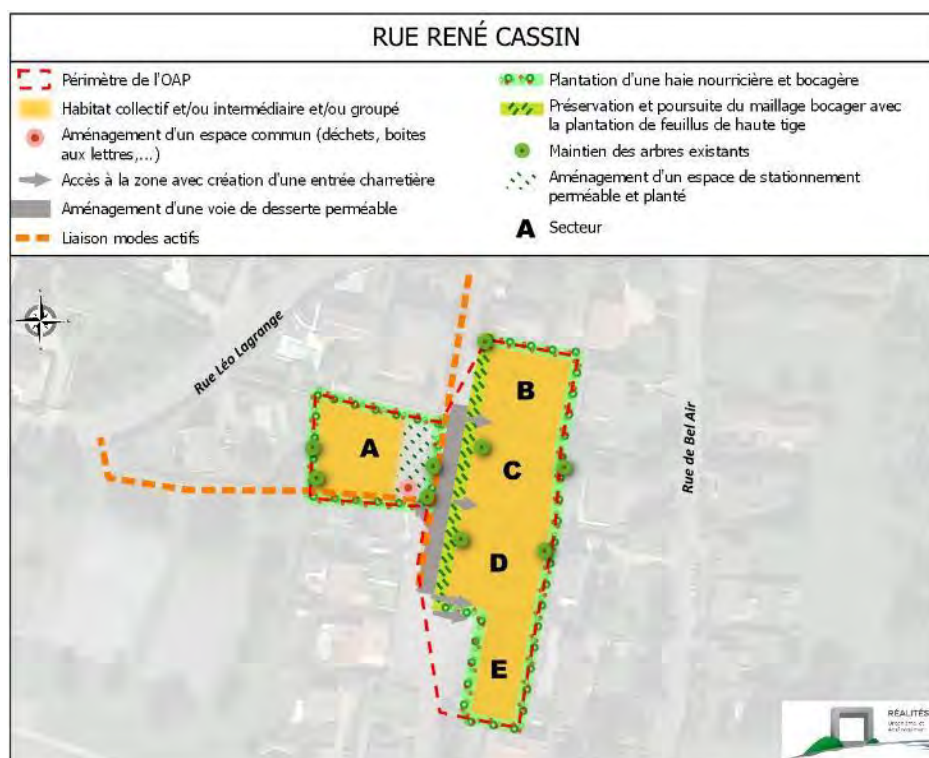 RUE RENÉ CASSIN
Périmètre de l'OAP
Habitat collectif et/ou intermédiaire et/ou groupé
Aménagement d'un espace commun (déchets, boites
aux lettres,...)
Accès à la zone avec création d'une entrée charretière
Aménagement d'une voie de desserte perméable
Liaison modes actifs
Plantation d'une haie nourricière et bocagère
Préservation et poursuite du maillage bocager avec
la plantation de feuillus de haute tige
Maintien des arbres existants
Aménagement d'un espace de stationnement
perméable et planté
A Secteur
Rue Léo Lagrange
B
A
C
Rue de Bel Air
D
E
RÉALITÉS